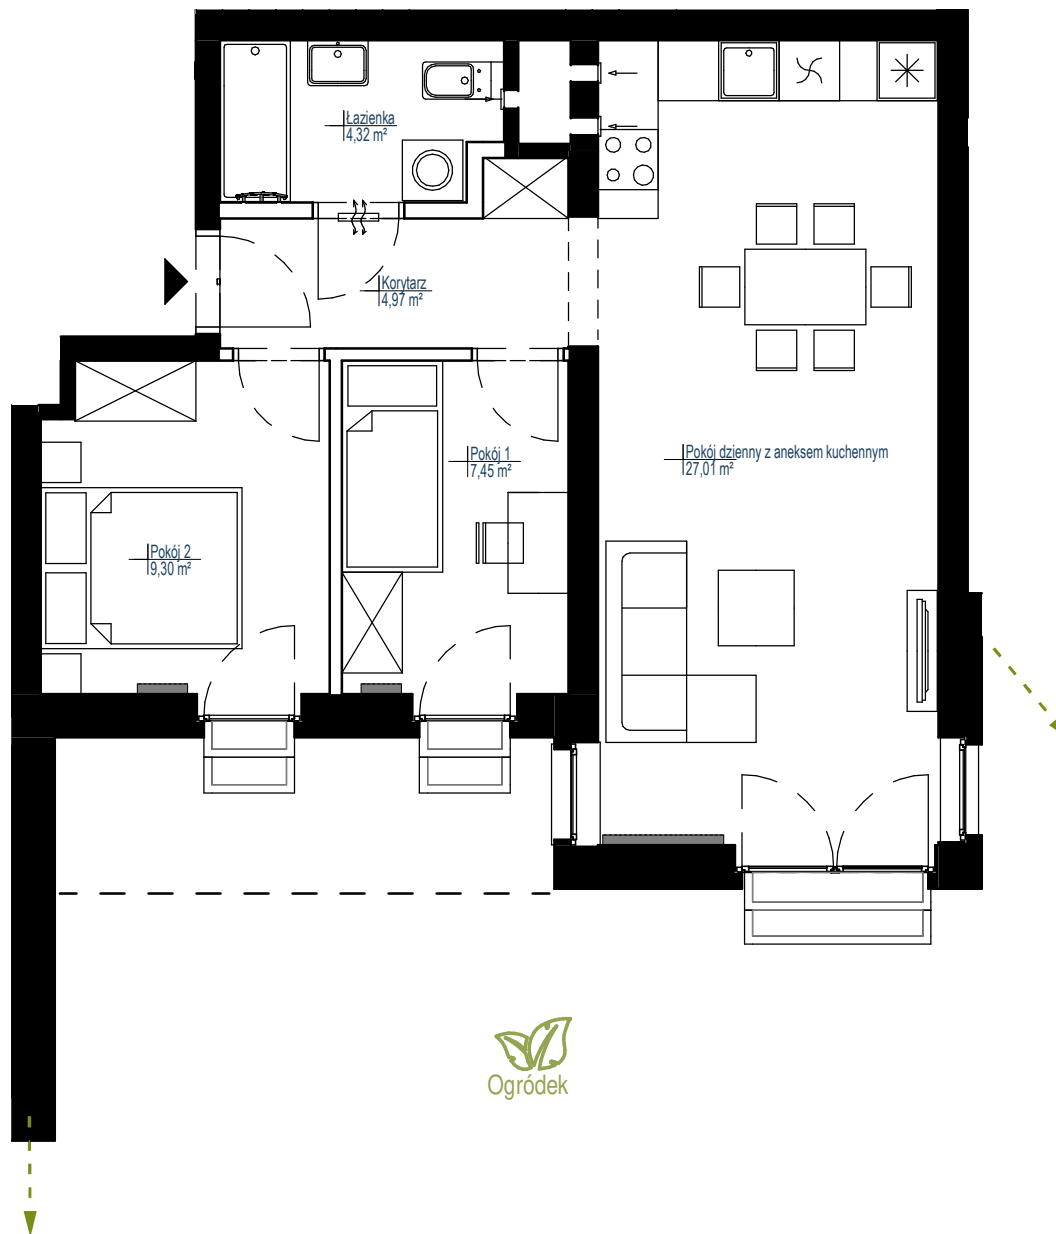 Łazienka
4,32 m²
Korytarz
4,97 m²
Pokój 1
7,45 m²
Pokój dzienny z aneksem kuchennym
27,01 m²
Pokój 2
9,30 m²
Ogródek